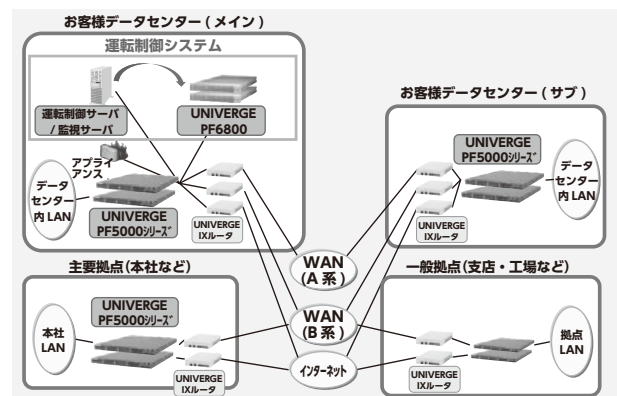 お客様データセンター ( メイン )
運転制御システム
運転制御サーバ
/ 監視サーバ
UNIVERGE
PF6800
アプライ
アンス
データ
センター
内 LAN
UNIVERGE
PF5000ｼﾘｰｽﾞ
UNIVERGE
IXルータ
お客様データセンター ( サブ )
UNIVERGE
PF5000ｼﾘｰｽﾞ
データ
センター
内 LAN
UNIVERGE
IXルータ
WAN
(A 系 )
WAN
(B 系 )
インターネット
主要拠点(本社など)
UNIVERGE
PF5000ｼﾘｰｽﾞ
本社
LAN
UNIVERGE
IXルータ
一般拠点(支店・工場など)
拠点
LAN
UNIVERGE
IXルータ